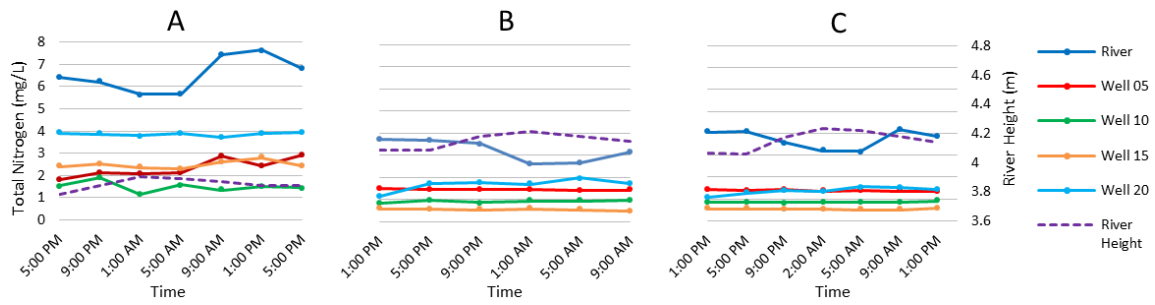 A
B
C
Total Nitrogen (mg/L)
8
7
6
5
4
3
2
1
0
5:00 PM
9:00 PM
1:00 AM
5:00 AM
9:00 AM
1:00 PM
5:00 PM
Time
1:00 PM
5:00 PM
9:00 PM
1:00 AM
5:00 AM
9:00 AM
Time
1:00 PM
5:00 PM
9:00 PM
2:00 AM
5:00 AM
9:00 AM
1:00 PM
Time
4.8
4.4
4.2
4
3.8
3.6
River Height (m)
River
Well 05
Well 10
Well 15
Well 20
River
Height